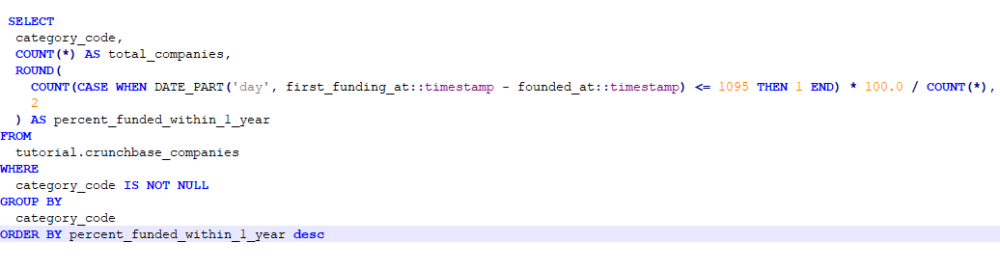 SELECT
category_code,
COUNT(*) AS total_companies,
ROUND(
COUNT(CASE WHEN DATE_PART('day', first_funding_at::timestamp - founded_at::timestamp) <= 1095 THEN 1 END) * 100.0 / COUNT(*),
2
) AS percent_funded_within_1_year
FROM
tutorial.crunchbase_companies
WHERE
category_code IS NOT NULL
GROUP BY
category_code
ORDER BY percent_funded_within_1_year desc